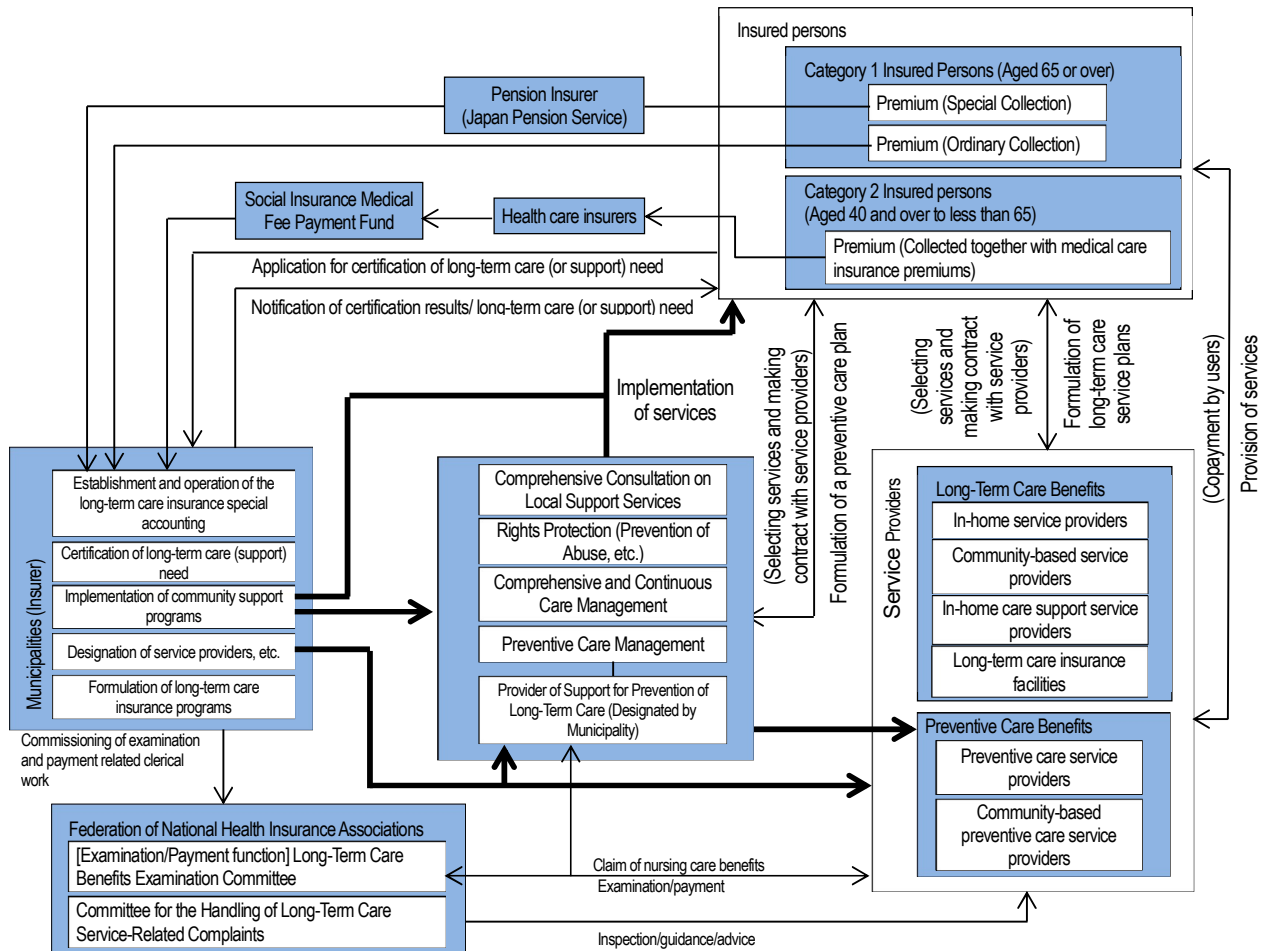 Insured persons
Category 1 Insured Persons (Aged 65 or over)
Premium (Special Collection)
Premium (Ordinary Collection)
Pension Insurer
(Japan Pension Service)
Category 2 Insured persons
(Aged 40 and over to less than 65)
Premium (Collected together with medical care
insurance premiums)
Social Insurance Medical
Fee Payment Fund
Health care insurers
Application for certification of long-term care (or support) need
Notification of certification results/ long-term care (or support) need
Implementation
of services
(Selecting services and making
contract with service providers)
Formulation of a preventive care plan
(Selecting
services and
making contract
with service
providers)
Formulation of
long-term care
service plans
(Copayment by users)
Provision of services
Municipalities (Insurer)
Establishment and operation of the
long-term care insurance special
accounting
Certification of long-term care (support)
need
Implementation of community support
programs
Designation of service providers, etc.
Formulation of long-term care
insurance programs
Comprehensive Consultation on
Local Support Services
Rights Protection (Prevention of
Abuse, etc.)
Comprehensive and Continuous
Care Management
Preventive Care Management
Provider of Support for Prevention of
Long-Term Care (Designated by
Municipality)
Service Providers
Long-Term Care Benefits
In-home service providers
Community-based service
providers
In-home care support service
providers
Long-term care insurance
facilities
Preventive Care Benefits
Preventive care service
providers
Community-based
preventive care service
providers
Commissioning of examination
and payment related clerical
work
Federation of National Health Insurance Associations
[Examination/Payment function] Long-Term Care
Benefits Examination Committee
Committee for the Handling of Long-Term Care
Service-Related Complaints
Claim of nursing care benefits
Examination/payment
Inspection/guidance/advice